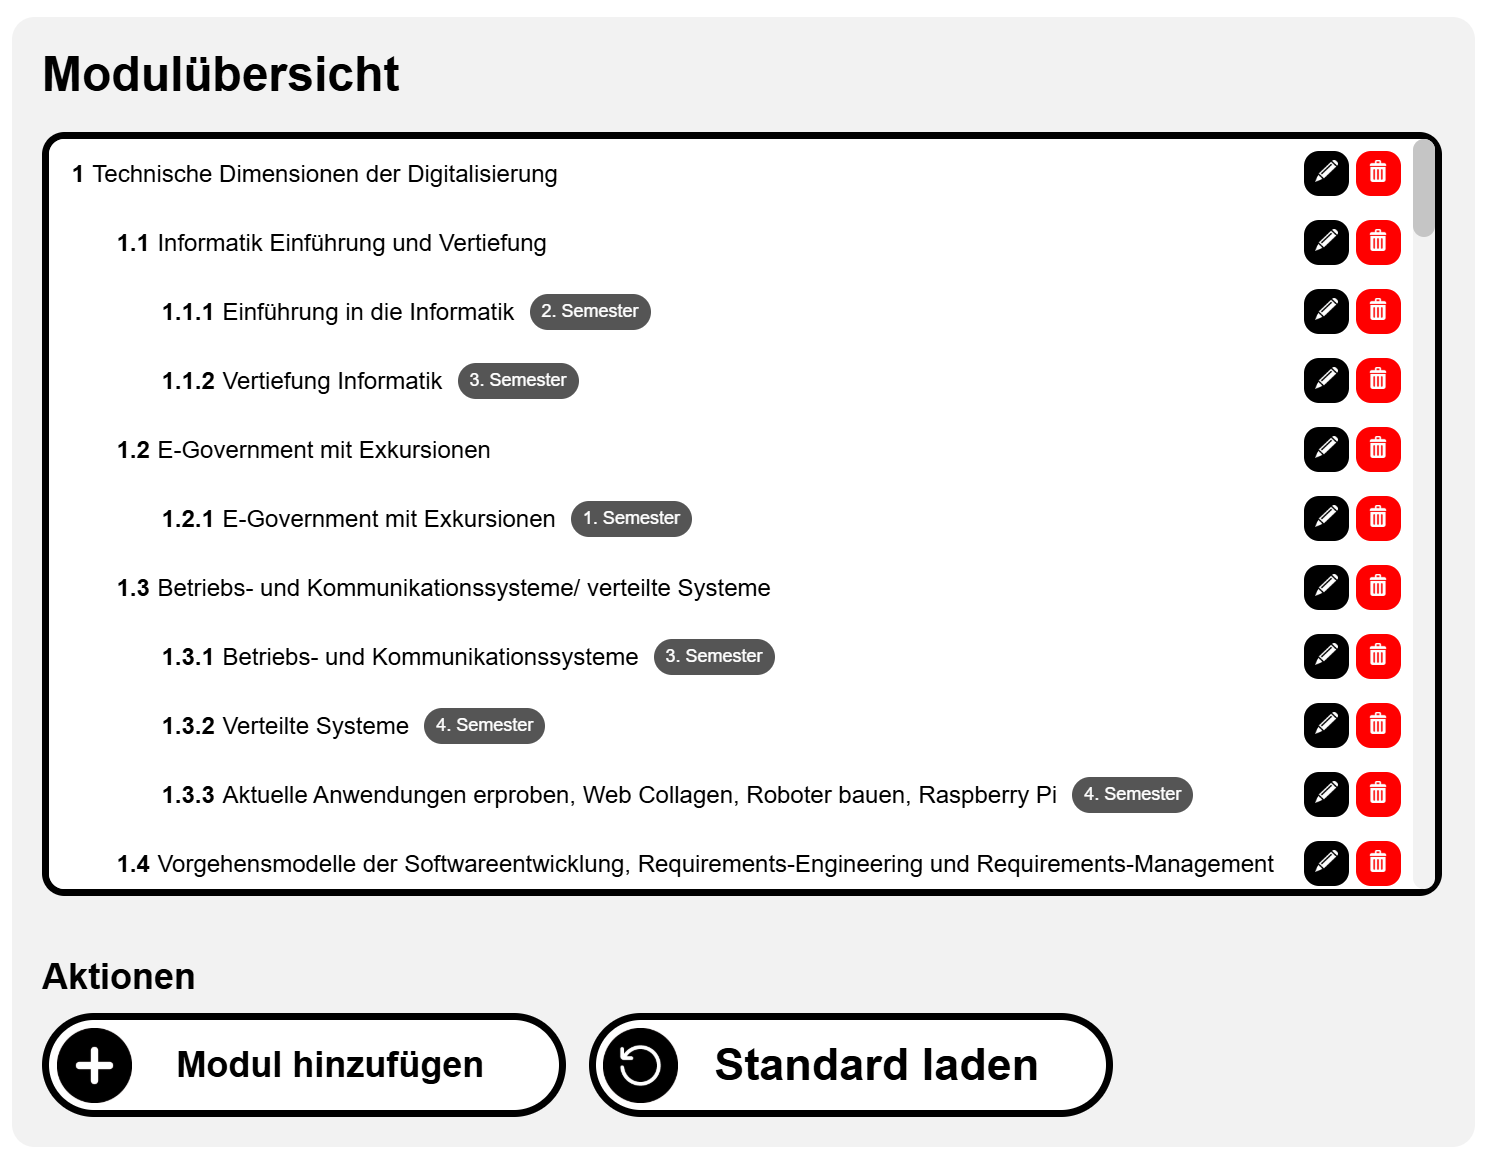 Modulübersicht
1 Technische Dimensionen der Digitalisierung
1.1 Informatik Einführung und Vertiefung
1.1.1 Einführung in die Informatik 2. Semester
1.1.2 Vertiefung Informatik 3. Semester
1.2 E-Government mit Exkursionen
1.2.1 E-Government mit Exkursionen 1. Semester
1.3 Betriebs- und Kommunikationssysteme/ verteilte Systeme
1.3.1 Betriebs- und Kommunikationssysteme 3. Semester
1.3.2 Verteilte Systeme 4. Semester
1.3.3 Aktuelle Anwendungen erproben, Web Collagen, Roboter bauen, Raspberry Pi 4. Semester
1.4 Vorgehensmodelle der Softwareentwicklung, Requirements-Engineering und Requirements-Management
Aktionen
Modul hinzufügen
Standard laden